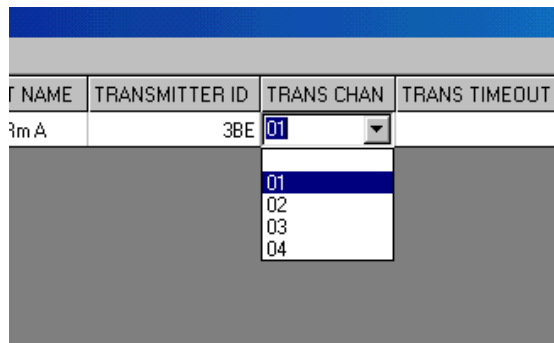 T NAME TRANSMITTER ID TRANS CHAN TRANS TIMEOUT
Rm A 3BE 01
01
02
03
04